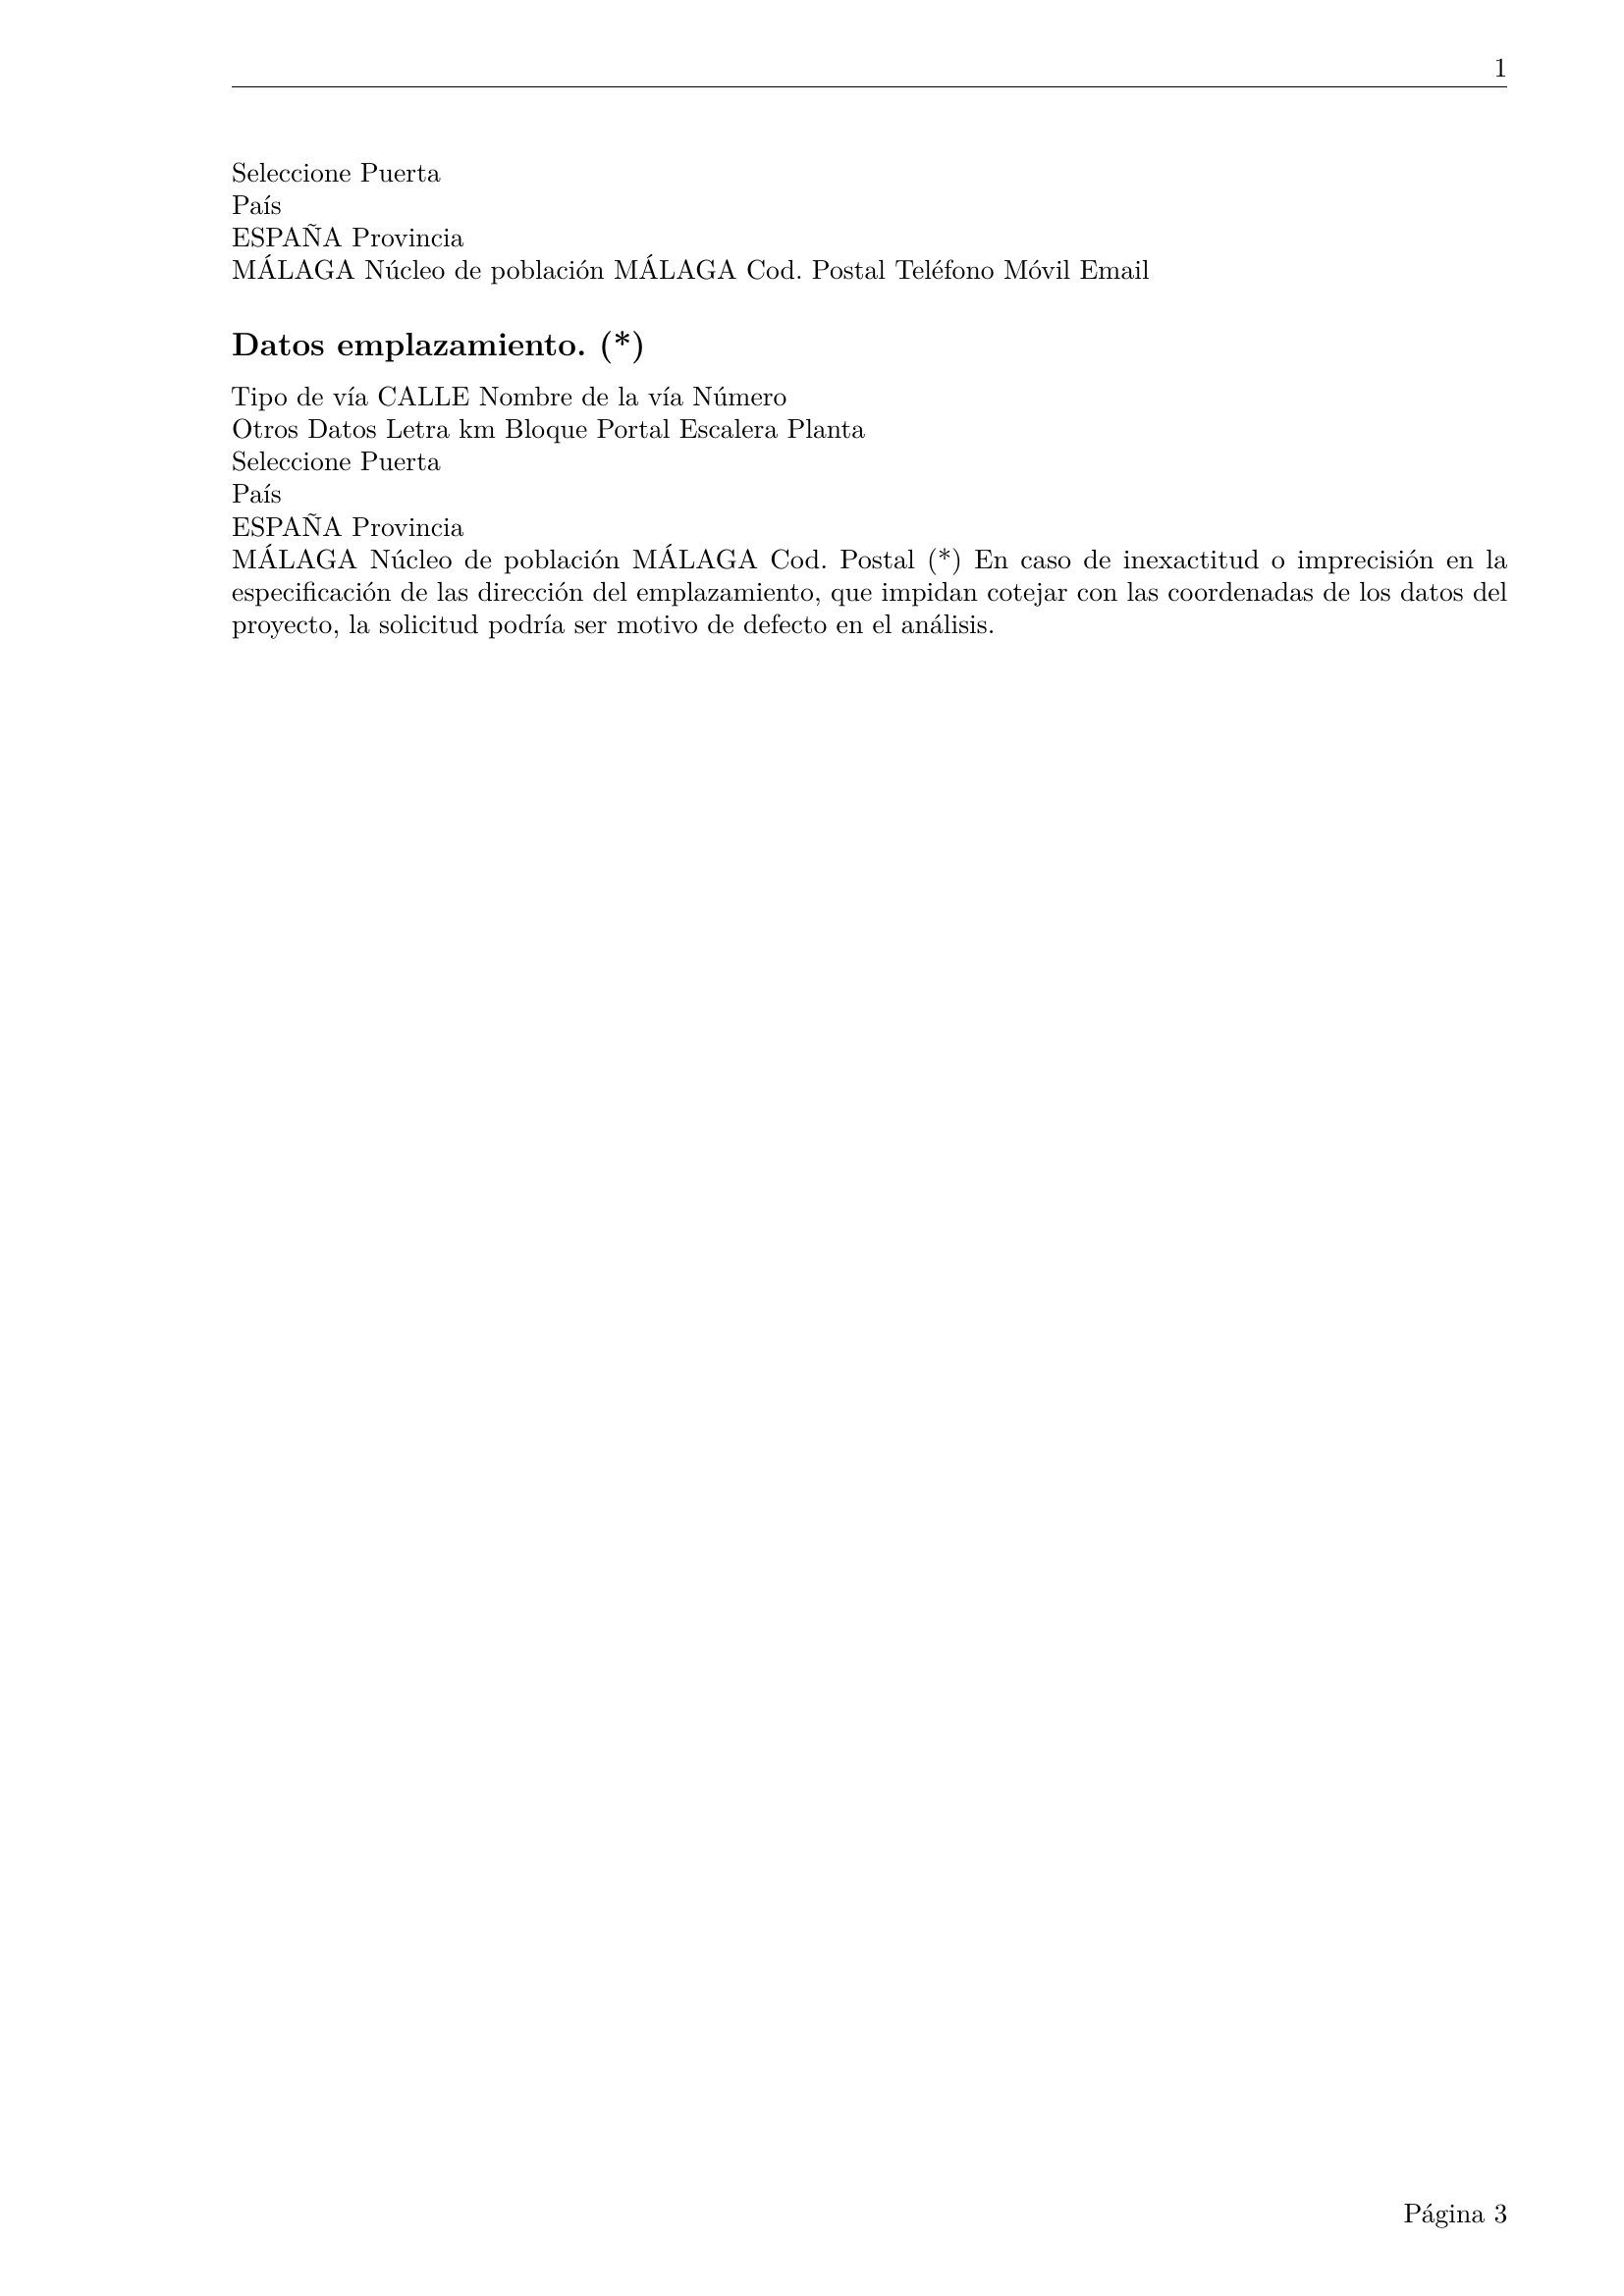 1
Seleccione Puerta
País
ESPAÑA Provincia
MÁLAGA Núcleo de población MÁLAGA Cod. Postal Teléfono Móvil Email
Datos emplazamiento. (*)
Tipo de vía CALLE Nombre de la vía Número
Otros Datos Letra km Bloque Portal Escalera Planta
Seleccione Puerta
País
ESPAÑA Provincia
MÁLAGA Núcleo de población MÁLAGA Cod. Postal (*) En caso de inexactitud o imprecisión en la
especificación de las dirección del emplazamiento, que impidan cotejar con las coordenadas de los datos del
proyecto, la solicitud podría ser motivo de defecto en el análisis.
Página 3